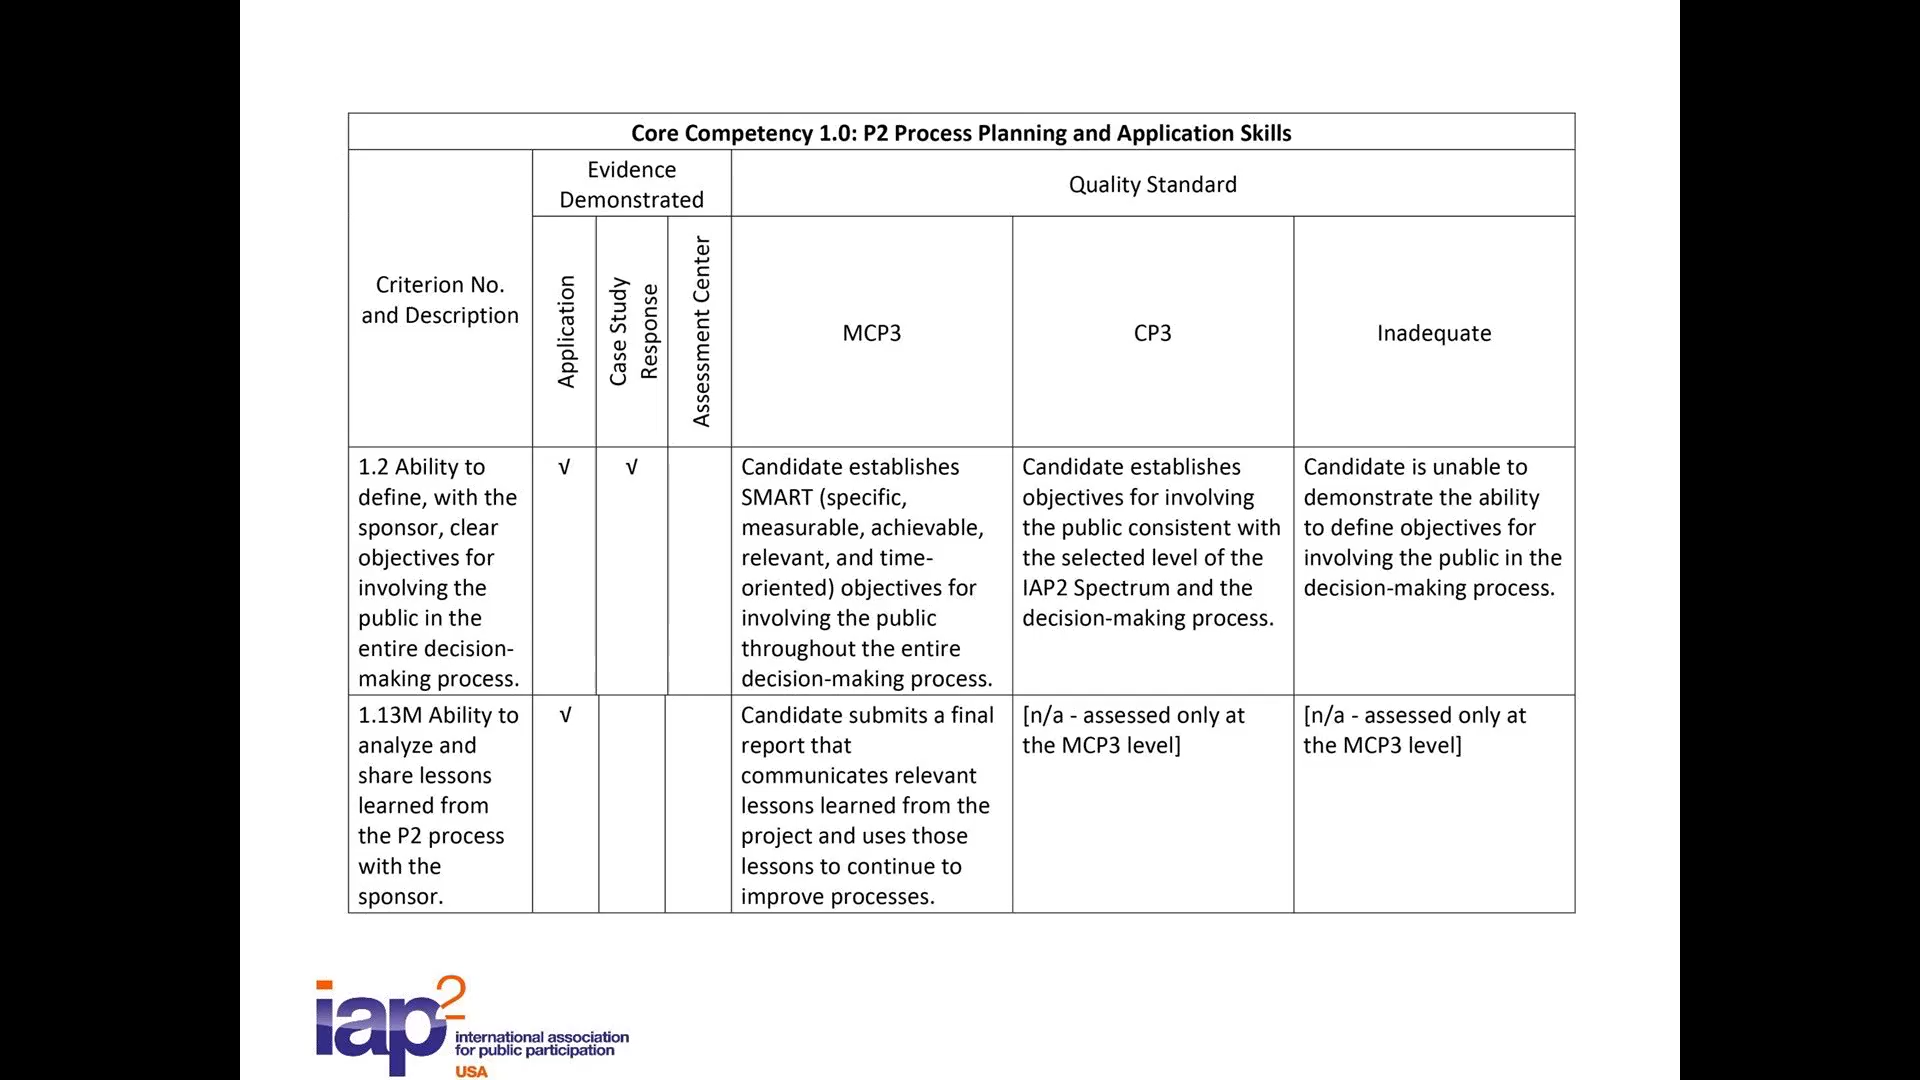 Core Competency 1.0: P2 Process Planning and Application Skills
Criterion No.
and Description
Evidence
Demonstrated
Quality Standard
Application
Case Study
Response
Assessment Center
MCP3
CP3
Inadequate
1.2 Ability to
define, with the
sponsor, clear
objectives for
involving the
public in the
entire decision-
making process.
√
√
Candidate establishes
SMART (specific,
measurable, achievable,
relevant, and time-
oriented) objectives for
involving the public
throughout the entire
decision-making process.
Candidate establishes
objectives for involving
the public consistent with
the selected level of the
IAP2 Spectrum and the
decision-making process.
Candidate is unable to
demonstrate the ability
to define objectives for
involving the public in the
decision-making process.
1.13M Ability to
analyze and
share lessons
learned from
the P2 process
with the
sponsor.
√
Candidate submits a final
report that
communicates relevant
lessons learned from the
project and uses those
lessons to continue to
improve processes.
[n/a - assessed only at
the MCP3 level]
[n/a - assessed only at
the MCP3 level]
iap2
international association
for public participation
USA